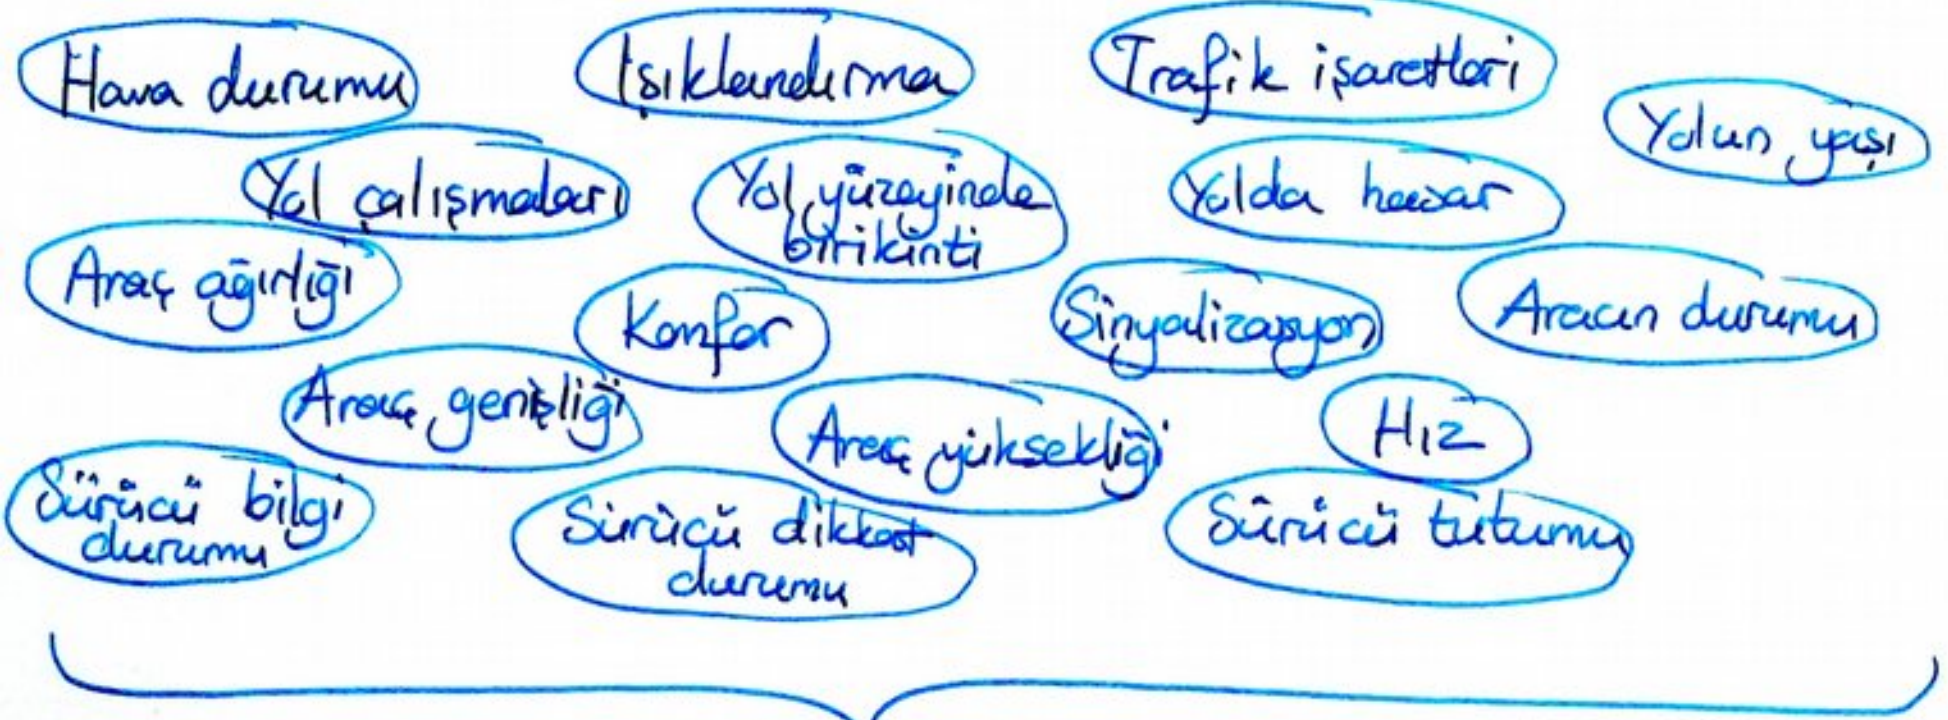 Hava durumu
Işıklandırma
Trafik işaretleri
Yolun yaşı
Yol çalışmaları
Yol yüzeyinde
birikinti
Yolda hasar
Araç ağırlığı
Konfor
Sinyalizasyon
Aracın durumu
Araç genişliği
Araç yüksekliği
Hız
Sürücü bilgi
durumu
Sürücü dikkat
durumu
Sürücü tutumu